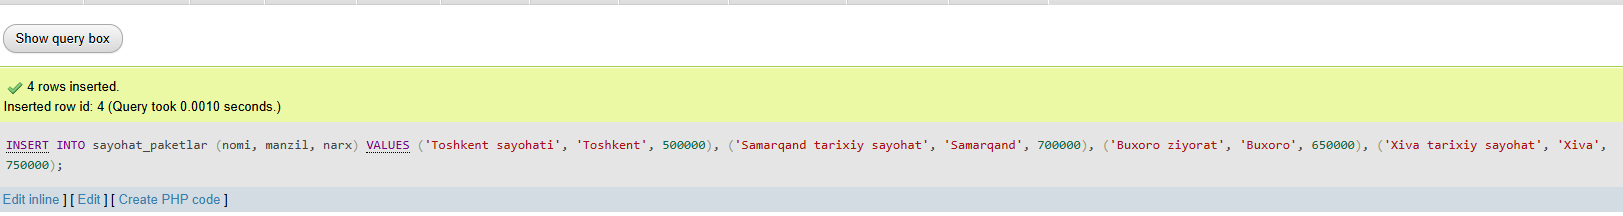 Show query box
4 rows inserted.
Inserted row id: 4 (Query took 0.0010 seconds.)
INSERT INTO sayohat_paketlar (nomi, manzil, narx) VALUES ('Toshkent sayohati', 'Toshkent', 500000), ('Samarqand tarixiy sayohat', 'Samarqand', 700000), ('Buxoro ziyorat', 'Buxoro', 650000), ('Xiva tarixiy sayohat', 'Xiva',
750000);
Edit inline ] [ Edit ] [ Create PHP code ]